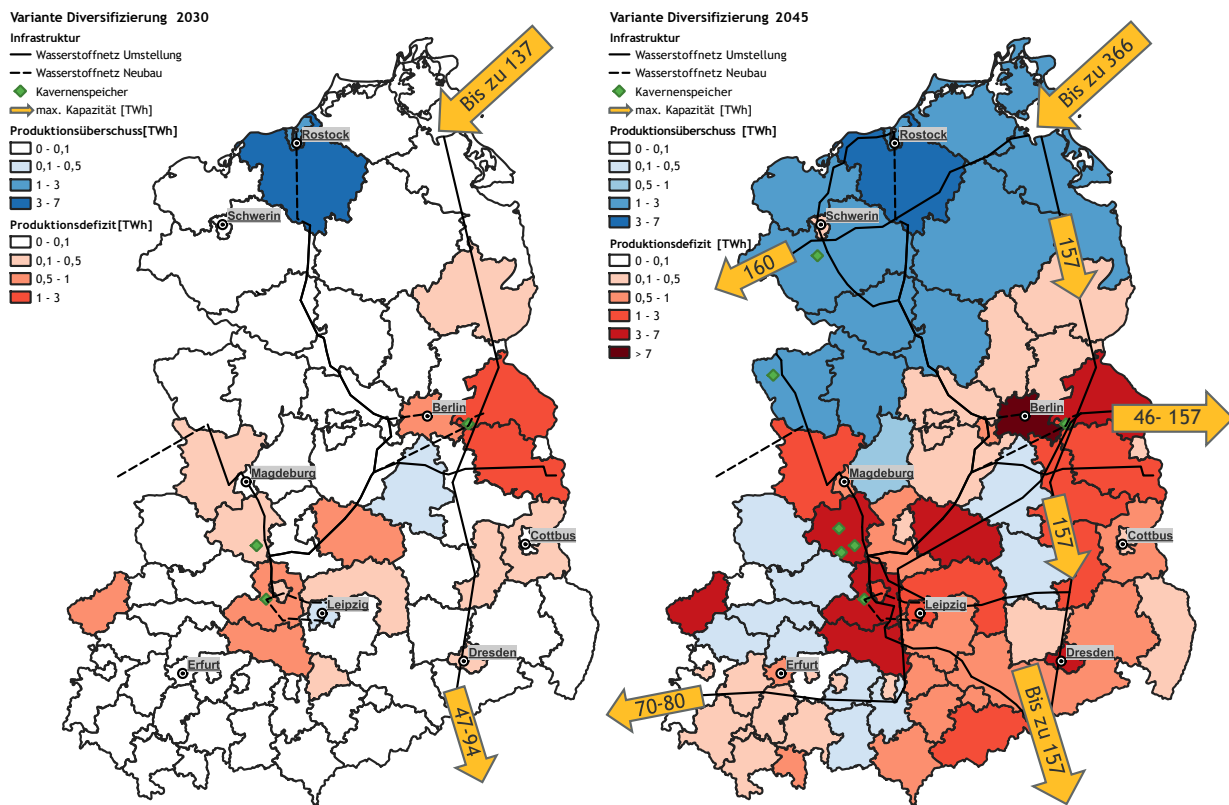 Variante Diversifizierung 2030
Infrastruktur
Wasserstoffnetz Umstellung
Wasserstoffnetz Neubau
Kavernenspeicher
max. Kapazität [TWh]
Produktionsüberschuss[TWh]
0 - 0,1
0,1 - 0,5
1 - 3
3 - 7
Produktionsdefizit[TWh]
0 - 0,1
0,1 - 0,5
0,5 - 1
1 - 3
Bis zu 137
Rostock
Schwerin
Berlin
Magdeburg
Cottbus
Leipzig
Erfurt
Dresden
47-94
Variante Diversifizierung 2045
Infrastruktur
Wasserstoffnetz Umstellung
Wasserstoffnetz Neubau
Kavernenspeicher
max. Kapazität [TWh]
Produktionsüberschuss [TWh]
0 - 0,1
0,1 - 0,5
0,5 - 1
1 - 3
3 - 7
Produktionsdefizit [TWh]
0 - 0,1
0,1 - 0,5
0,5 - 1
1 - 3
3 - 7
> 7
Bis zu 366
Rostock
Schwerin
160
157
Berlin
46- 157
Magdeburg
157
Cottbus
Leipzig
Erfurt
Dresden
70-80
Bis zu 157